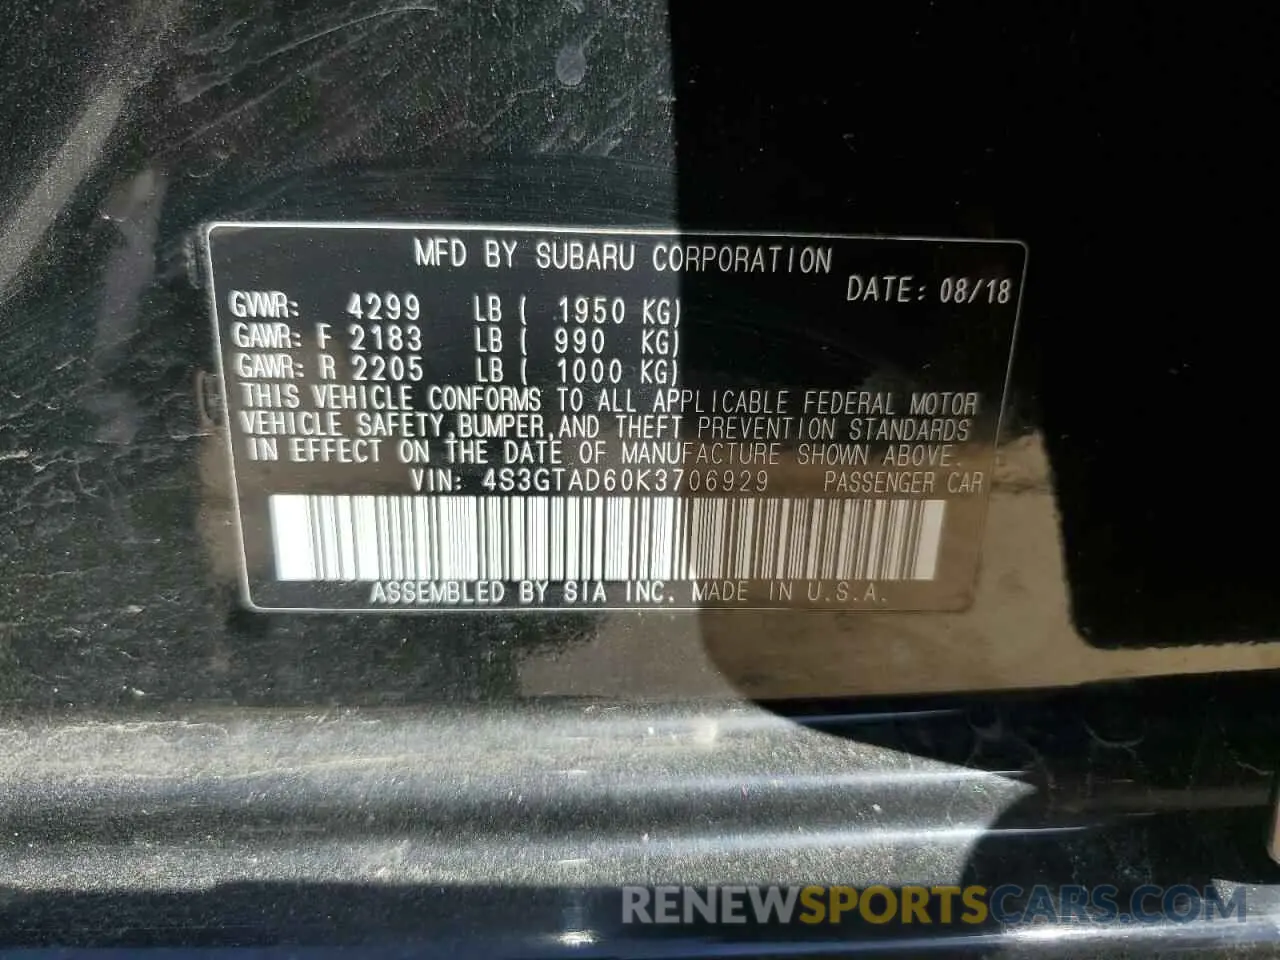 MFD BY SUBARU CORPORATION
DATE: 08/18
GVWR: 4299 LB ( 1950 KG)
GAWR: F 2183 LB ( 990 KG)
GAWR: R 2205 LB ( 1000 KG)
THIS VEHICLE CONFORMS TO ALL APPLICABLE FEDERAL MOTOR
VEHICLE SAFETY,BUMPER,AND THEFT PREVENTION STANDARDS
IN EFFECT ON THE DATE OF MANUFACTURE SHOWN ABOVE.
VIN: 4S3GTAD60K3706929 PASSENGER CAR
ASSEMBLED BY SIA INC. MADE IN U.S.A.
RENEWSPORTSCARS.COM